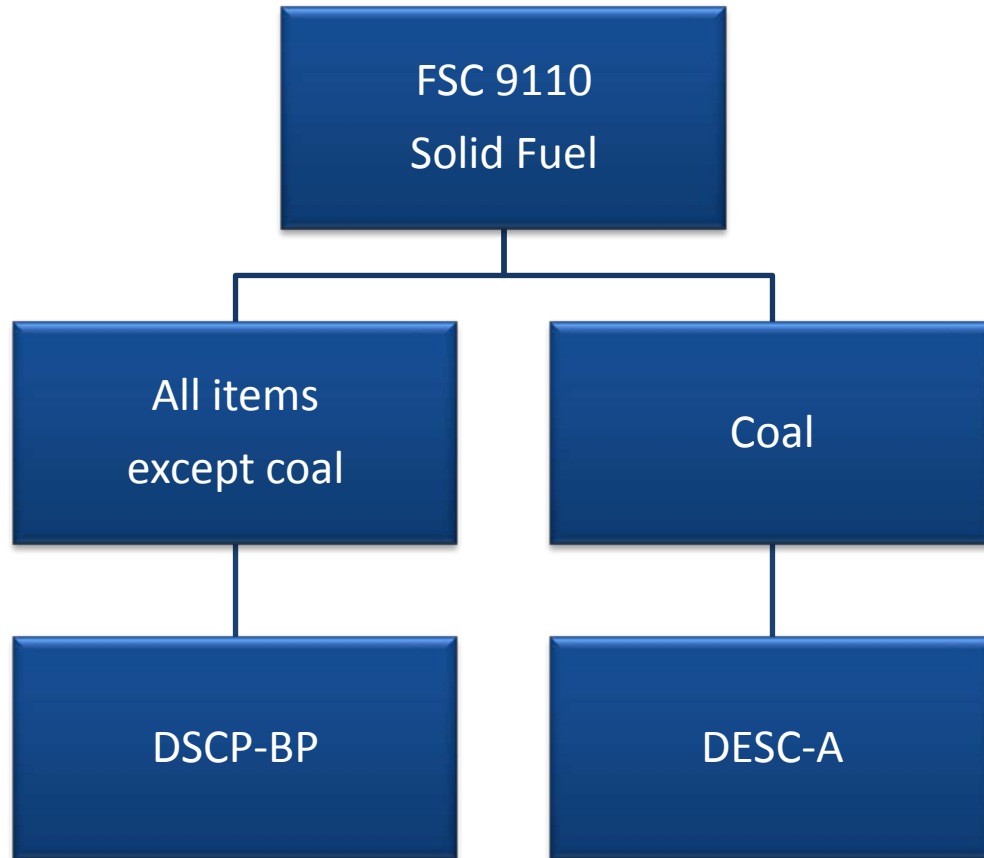 FSC 9110
Solid Fuel
All items
except coal
Coal
DSCP-BP
DESC-A